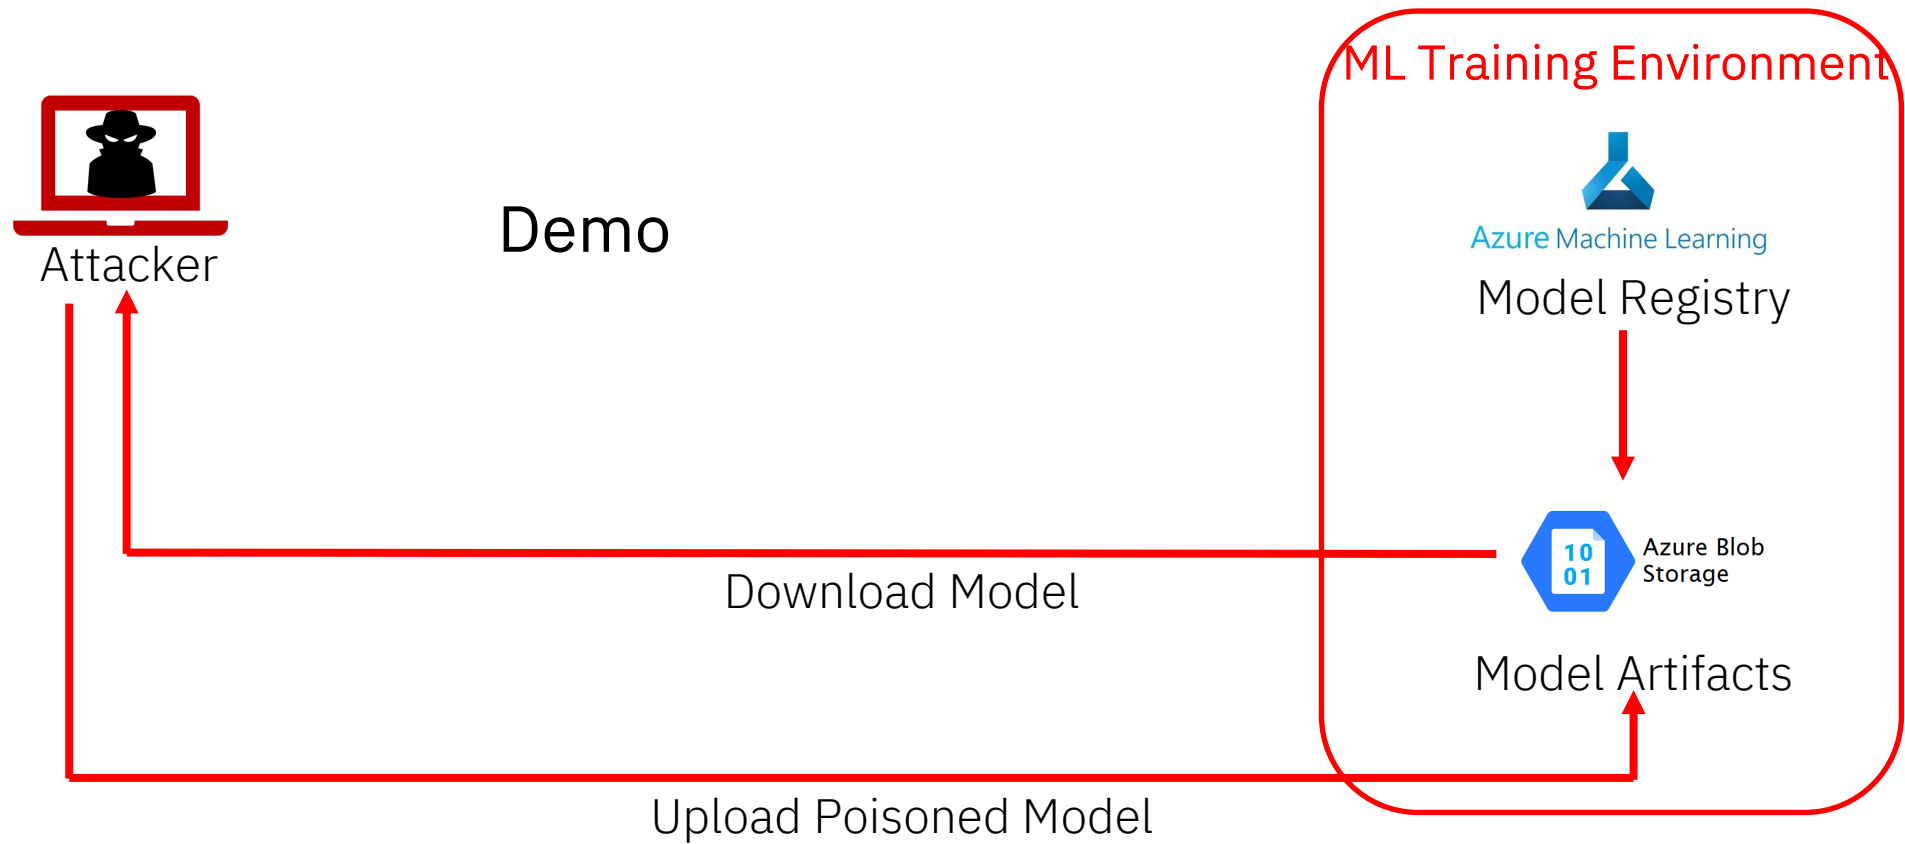 ML Training Environment
Attacker
Demo
Azure Machine Learning
Model Registry
10
01
Azure Blob
Storage
Download Model
Model Artifacts
Upload Poisoned Model